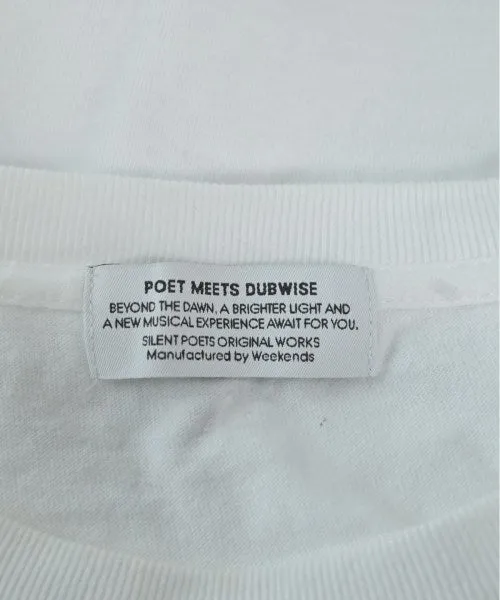 POET MEETS DUBWISE
BEYOND THE DAWN, A BRIGHTER LIGHT AND
A NEW MUSICAL EXPERIENCE AWAIT FOR YOU.
SILENT POETS ORIGINAL WORKS
Manufactured by Weekends